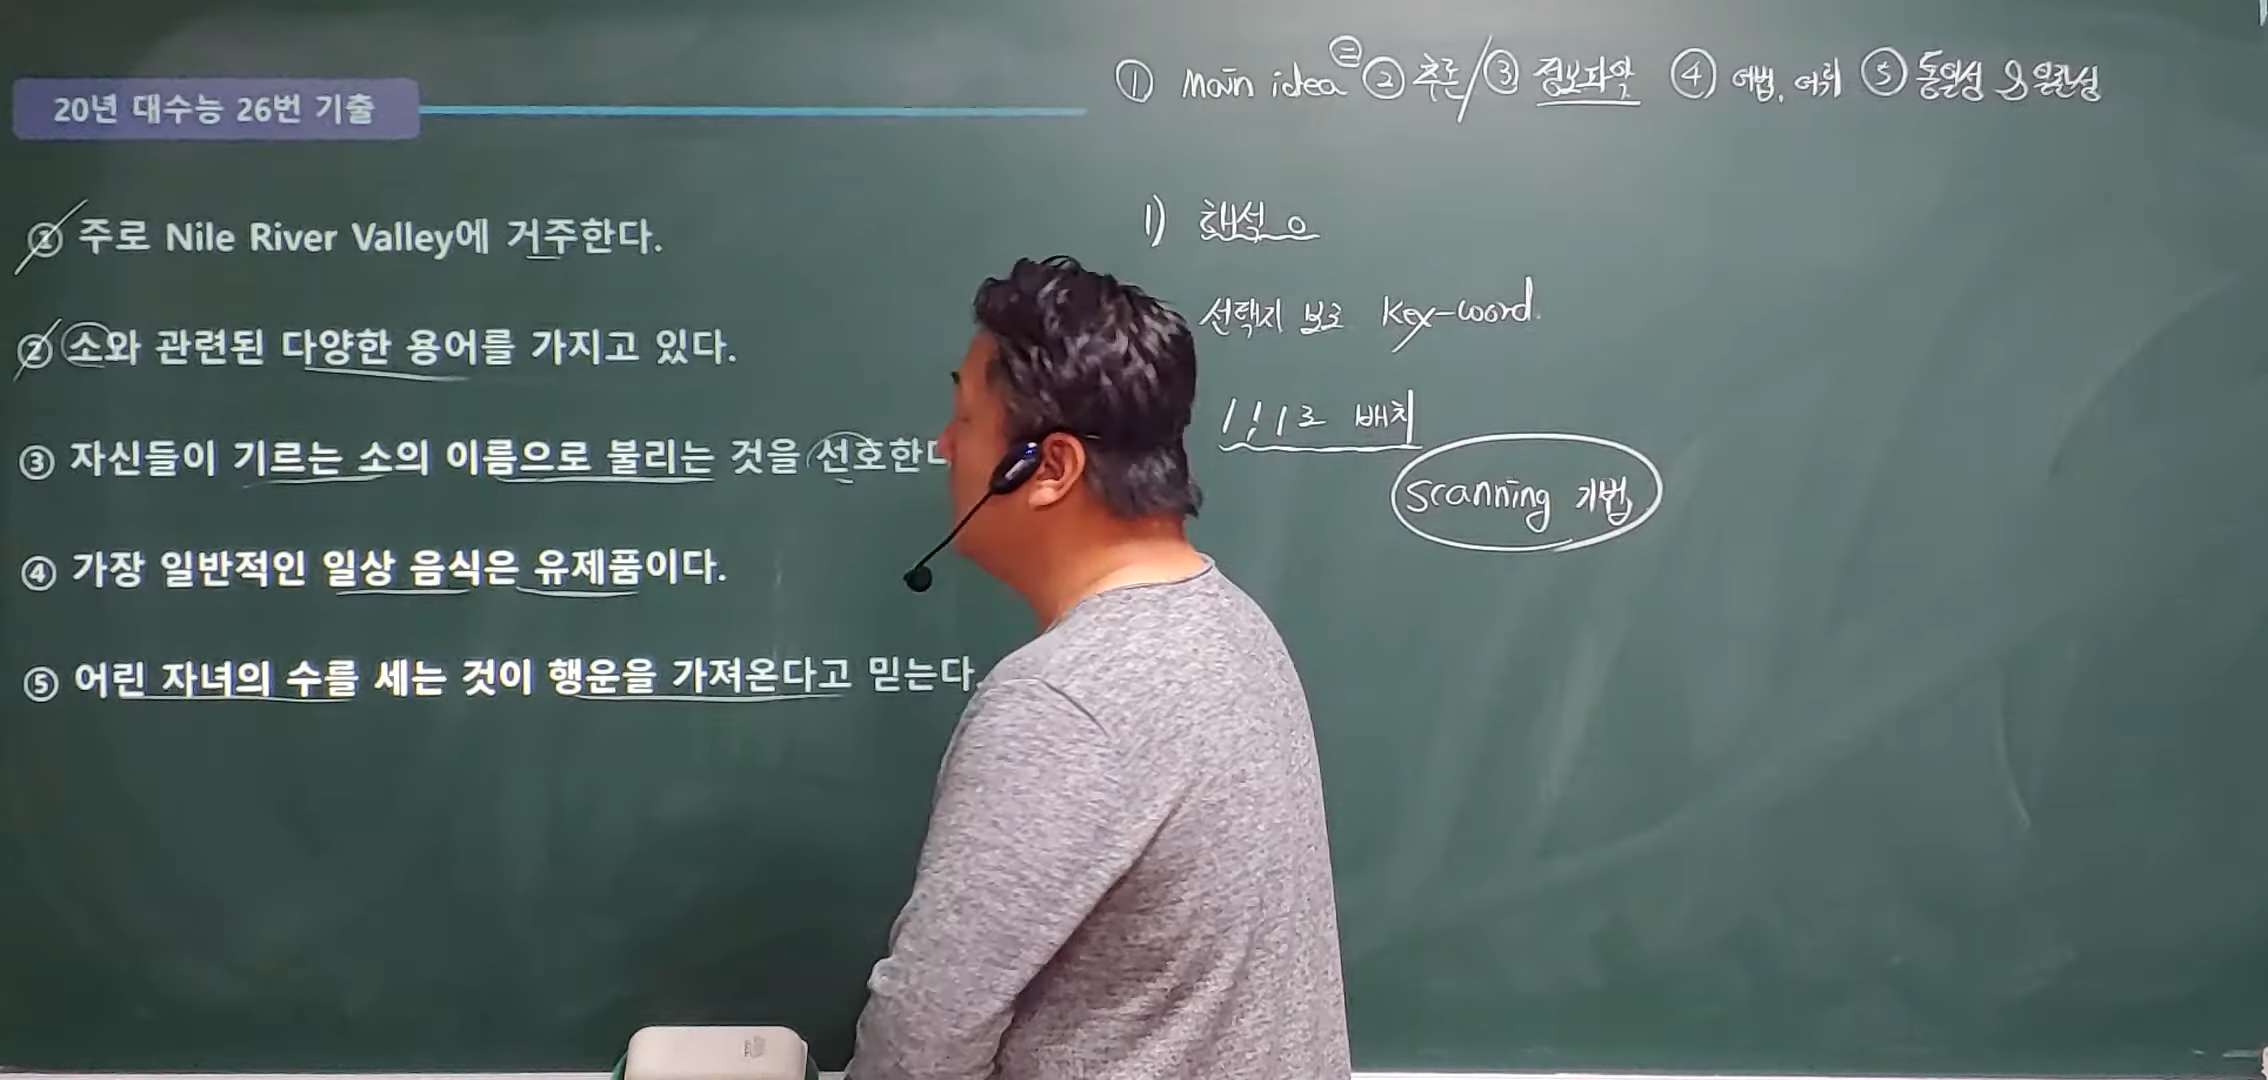 20년 대수능 26번 기출
① 주로 Nile River Valley에 거주한다.
② 소와 관련된 다양한 용어를 가지고 있다.
③ 자신들이 기르는 소의 이름으로 불리는 것을 선호한다
④ 가장 일반적인 일상 음식은 유제품이다.
⑤ 어린 자녀의 수를 세는 것이 행운을 가져온다고 믿는다.
① main idea = ② 추론 / ③ 정보파악 ④ 어법, 어휘 ⑤ 통일성 응 일관성
1) 해석 o
선택지 보고 key-word.
1, 1, 1로 배치
scanning 기법